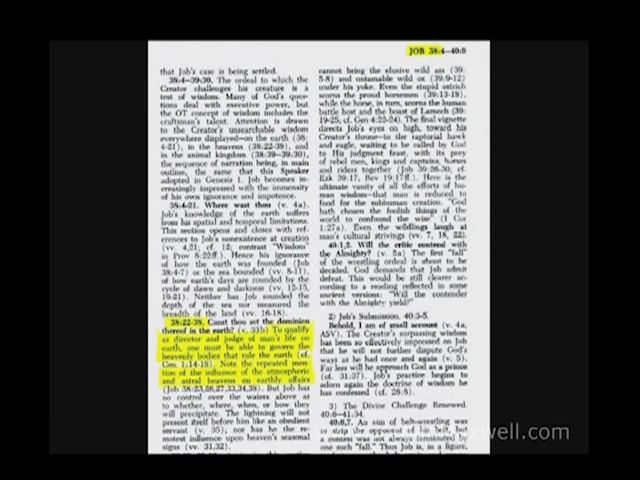 JOB 38:4—40:9
that Job's case is being settled.
38:4—39:30. The ordeal to which the
Creator challenges his creature is a
test of wisdom. Many of God's ques-
tions deal with executive power, but
the OT concept of wisdom includes the
craftsman's talent. Attention is drawn
to the Creator's unsearchable wisdom
everywhere displayed—on the earth (38:
4-21), in the heavens (38:22-38), and
in the animal kingdom (38:39—39:30),
the sequence of narration being, in main
outline, the same that this Speaker
adopted in Genesis 1. Job becomes in-
creasingly impressed with the immensity
of his own ignorance and impotence.
38:4-21. Where wast thou (v. 4a).
Job's knowledge of the earth suffers
from his spatial and temporal limitations.
This section opens and closes with ref-
erences to Job's nonexistence at creation
(vv. 4,21; cf. 12; contrast "Wisdom"
in Prov 8:22ff.). Hence his ignorance
of how the earth was founded (Job
38:4-7) or the sea bounded (vv. 8-11),
of how earth's days are rounded by the
cycle of dawn and darkness (vv. 12-15,
19-21). Neither has Job sounded the
depth of the sea nor measured the
breadth of the land (vv. 16-18).
38:22-38. Canst thou set the dominion
thereof in the earth? (v. 33b) To qualify
as director and judge of man's life on
earth, one must be able to govern the
heavenly bodies that rule the earth (cf.
Gen 1:14-18). Note the repeated men-
tion of the influence of the atmospheric
and astral heavens on earthly affairs
(Job 38:23,26,27,33,34,38). But Job has
no control over the waters above as
to whether, where, when, or how they
will precipitate. The lightning will not
present itself before him like an obedient
servant (v. 35); nor has he the re-
motest influence upon heaven's seasonal
signs (vv. 31,32).
cannot bring the elusive wild ass (39:
5-8) and untamable wild ox (39:9-12)
under his yoke. Even the stupid ostrich
scorns the proud horsemen (39:13-18),
while the horse, in turn, scorns the human
battle host and the boast of Lamech (39:
19-25, cf. Gen 4:23-24). The final vignette
directs Job's eyes on high, toward his
Creator's throne—to the raptorial hawk
and eagle, waiting to be called by God
to His judgment feast, with its prey
of rebel men, kings and captains, horses
and riders together (Job 39:26-30; cf.
Ezk 39:17, Rev 19:17ff.). Here is the
ultimate vanity of all the efforts of hu-
man wisdom—that man is reduced to
food for the subhuman creation. "God
hath chosen the foolish things of the
world to confound the wise" (I Cor
1:27a). Even the wildlings laugh at
man's cultural strivings (vv. 7, 18, 22).
40:1,2. Will the critic contend with
the Almighty? (v. 2a) The first "fall"
of the wrestling ordeal is about to be
decided. God demands that Job admit
defeat. This would be still clearer ac-
cording to a reading reflected in some
ancient versions: "Will the contender
with the Almighty yield?"
2) Job's Submission. 40:3-5.
Behold, I am of small account (v. 4a,
ASV). The Creator's surpassing wisdom
has been so effectively impressed on Job
that he will not further dispute God's
ways as he had once and again (v. 5).
Far less will he approach God as a prince
(cf. 31:37). Job's practice begins to
adorn again the doctrine of wisdom he
has confessed (cf. 28:8).
3) The Divine Challenge Renewed.
40:6—41:34.
40:6,7. An aim of belt-wrestling was
to strip the opponent of his belt, but
a contest was not always terminated by
one such "fall." Thus Job is, in a figure,
well.com